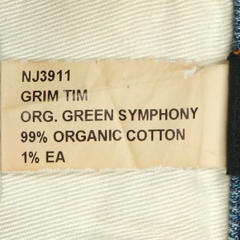 NJ3911
GRIM TIM
ORG. GREEN SYMPHONY
99% ORGANIC COTTON
1% EA